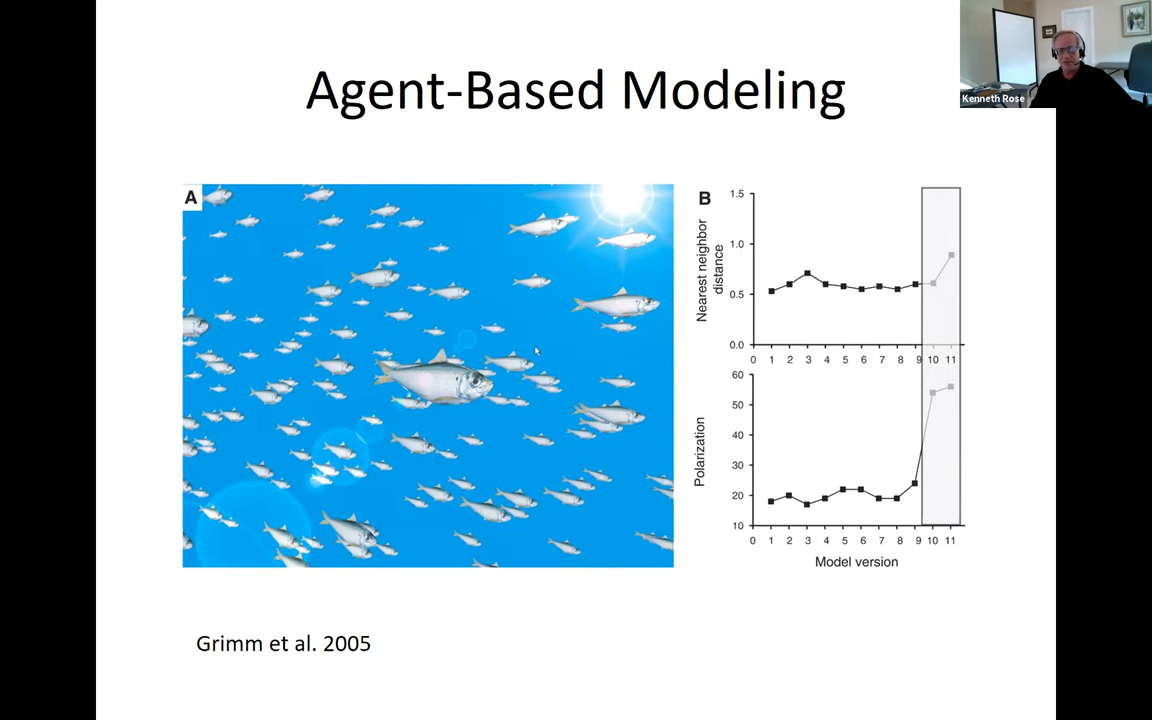 Agent-Based Modeling
Kenneth Rose
A
B
Nearest neighbor
distance
1.5
1.0
0.5
0.0
0 1 2 3 4 5 6 7 8 9 10 11
Polarization
60
50
40
30
20
10
0 1 2 3 4 5 6 7 8 9 10 11
Model version
Grimm et al. 2005